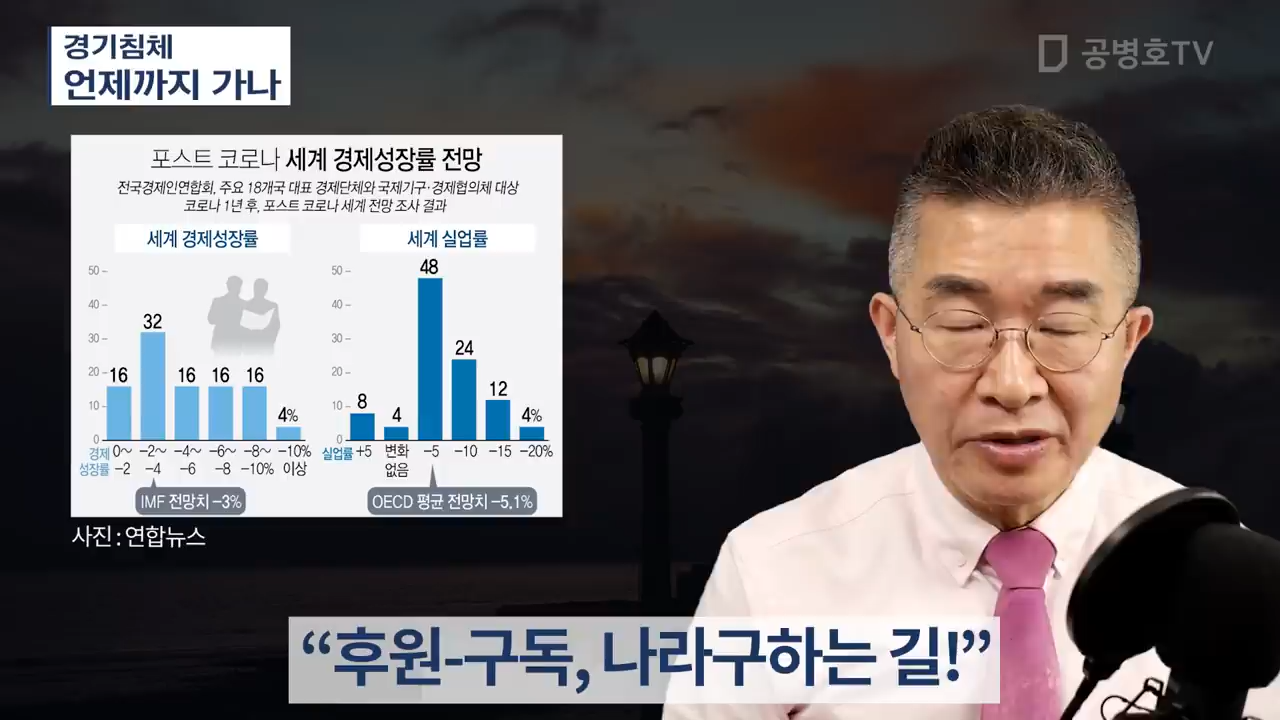 경기침체
언제까지 가나
공병호TV
포스트 코로나 세계 경제성장률 전망
전국경제인연합회, 주요 18개국 대표 경제단체와 국제기구·경제협의체 대상
코로나 1년 후, 포스트 코로나 세계 전망 조사 결과
세계 경제성장률
50
40
30
20
10
0
16
32
16
16
16
4%
경제 0~ -2~ -4~ -6~ -8~ -10%
성장률 -2 -4 -6 -8 -10% 이상
IMF 전망치 -3%
세계 실업률
50
40
30
20
10
0
8
4
48
24
12
4%
실업률 +5 변화 -5 -10 -15 -20%
없음
OECD 평균 전망치 -5.1%
사진 : 연합뉴스
“후원-구독, 나라구하는 길!”